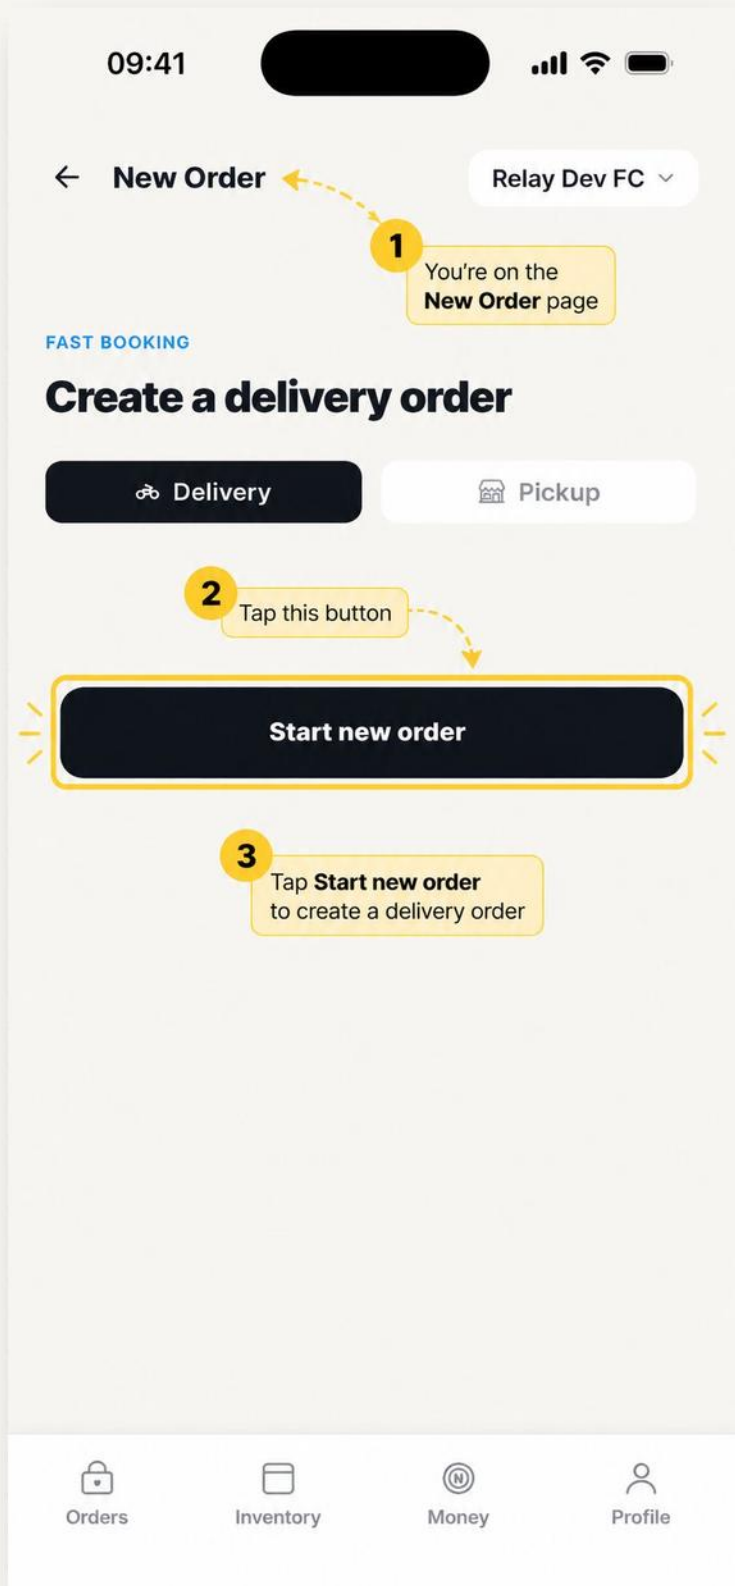 09:41
New Order
Relay Dev FC
1
You're on the
New Order page
FAST BOOKING
Create a delivery order
Delivery
Pickup
2
Tap this button
Start new order
3
Tap Start new order
to create a delivery order
N
Orders
Inventory
Money
Profile